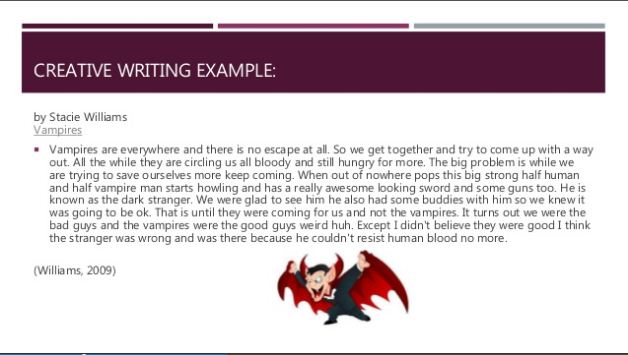 CREATIVE WRITING EXAMPLE:
by Stacie Williams
Vampires
Vampires are everywhere and there is no escape at all. So we get together and try to come up with a way
out. All the while they are circling us all bloody and still hungry for more. The big problem is while we
are trying to save ourselves more keep coming. When out of nowhere pops this big strong half human
and half vampire man starts howling and has a really awesome looking sword and some guns too. He is
known as the dark stranger. We were glad to see him he also had some buddies with him so we knew it
was going to be ok. That is until they were coming for us and not the vampires. It turns out we were the
bad guys and the vampires were the good guys weird huh. Except I didn't believe they were good I think
the stranger was wrong and was there because he couldn't resist human blood no more.
(Williams, 2009)